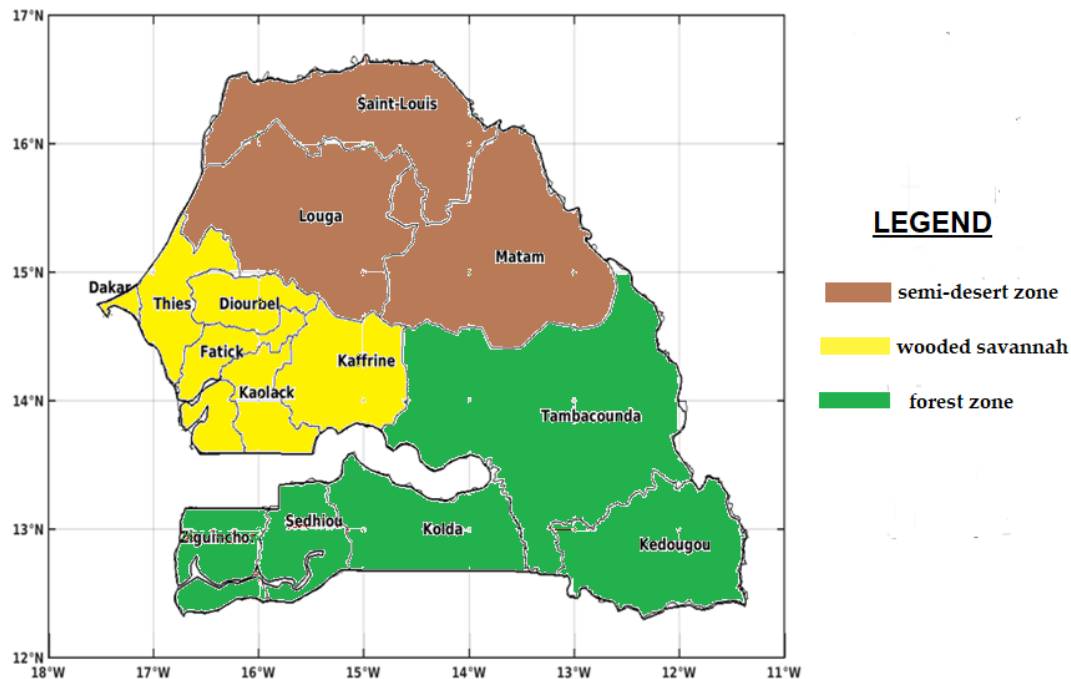 17°N
16°N
15°N
14°N
13°N
12°N
18°W 17°W 16°W 15°W 14°W 13°W 12°W 11°W
Saint-Louis
Louga
Matam
Dakar
Thies
Diourbel
Fatick
Kaffrine
Kaolack
Tambacounda
Sedhiou
Kolda
Ziguinchor
Kedougou
LEGEND
semi-desert zone
wooded savannah
forest zone